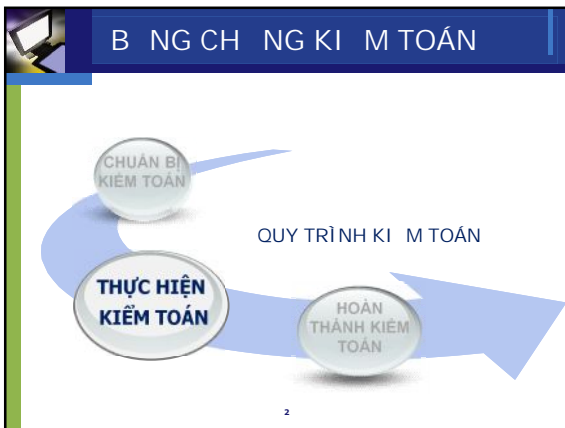 B NG CH NG KI M TOÁN
CHUẨN BỊ
KIỂM TOÁN
QUY TRÌNH KI M TOÁN
THỰC HIỆN
KIỂM TOÁN
HOÀN
THÀNH KIỂM
TOÁN
2